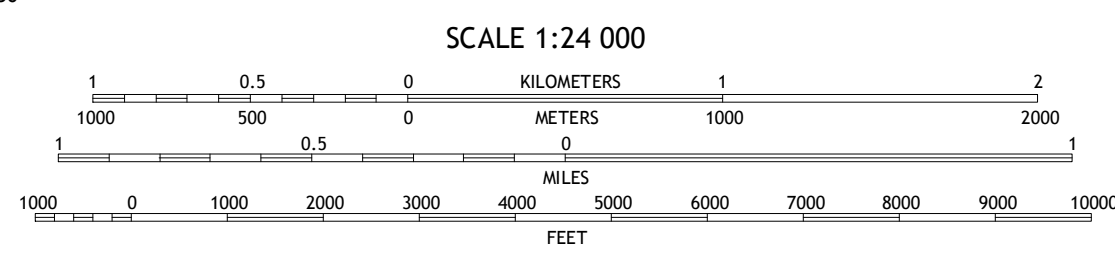 SCALE 1:24 000
1 0.5 0 KILOMETERS 1 2
1000 500 0 METERS 1000 2000
1 0.5 0 1
MILES
1000 0 1000 2000 3000 4000 5000 6000 7000 8000 9000 10000
FEET